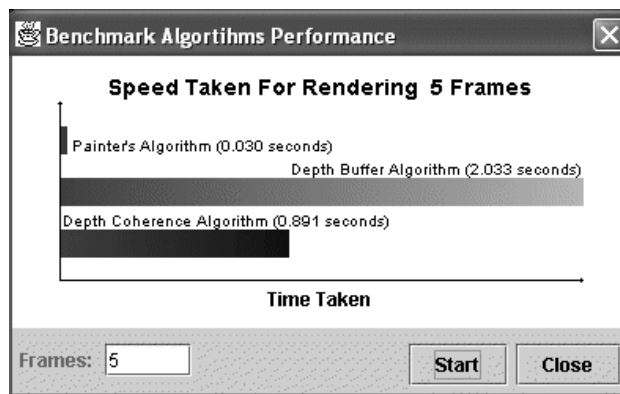 Benchmark Algortihms Performance
Speed Taken For Rendering 5 Frames
Painter's Algorithm (0.030 seconds)
Depth Buffer Algorithm (2.033 seconds)
Depth Coherence Algorithm (0.891 seconds)
Time Taken
Frames: 5
Start Close